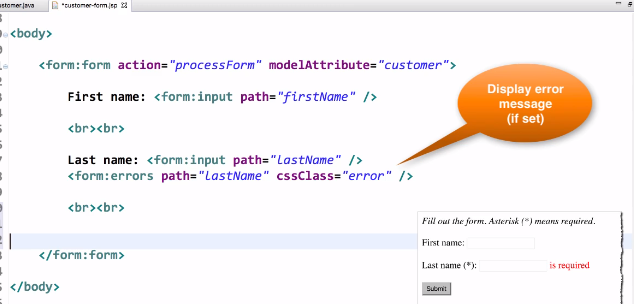 ustomer.java
*customer-form.jsp
<body>
<form:form action="processForm" modelAttribute="customer">
First name: <form:input path="firstName" />
<br><br>
Last name: <form:input path="lastName" />
<form:errors path="lastName" cssClass="error" />
<br><br>
</form:form>
</body>
Display error
message
(if set)
Fill out the form. Asterisk (*) means required.
First name:
Last name (*): is required
Submit